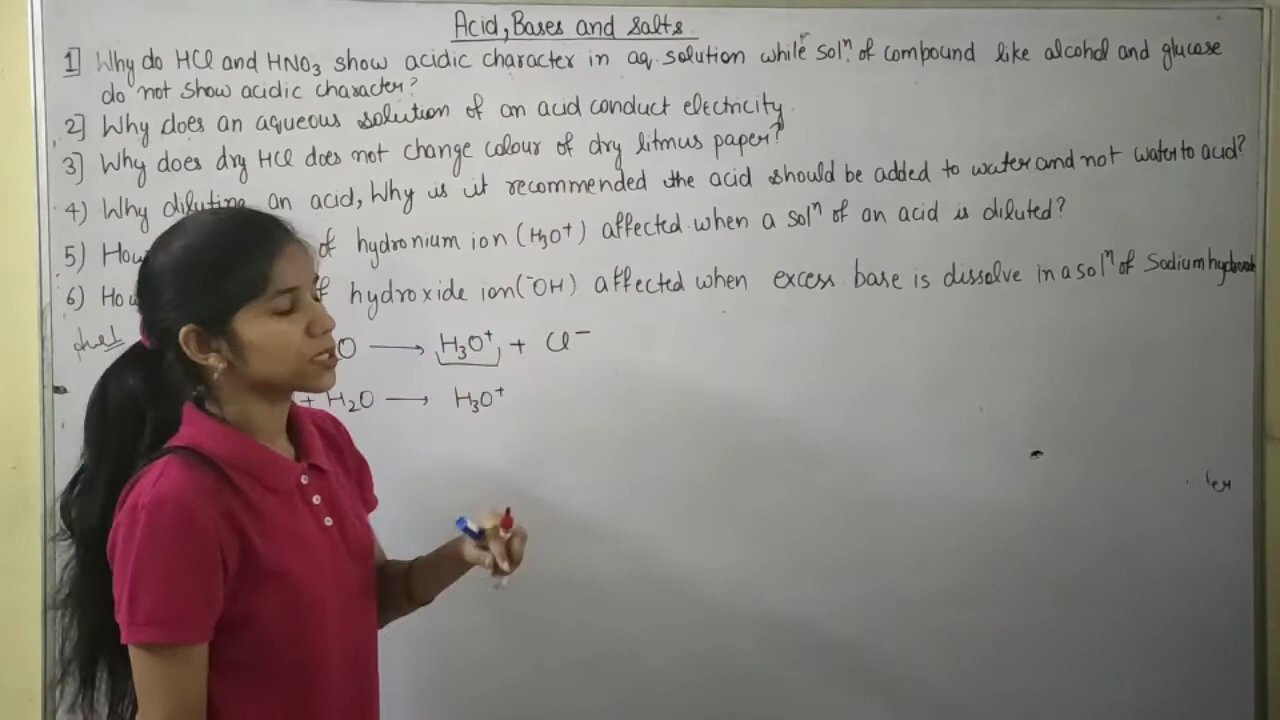 Acid, Bases and Salts
1] Why do HCl and HNO₃ show acidic character in aq. solution while solⁿ. of compound like alcohol and glucose
do not show acidic character?
2] Why does an aqueous solution of an acid conduct electricity.
3] Why does dry HCl does not change colour of dry litmus paper?
4) Why diluting an acid, Why is it recommended the acid should be added to water and not water to acid?
5) How of hydronium ion (H₃O⁺) affected when a solⁿ of an acid is diluted?
6) How hydroxide ion (⁻OH) affected when excess base is dissolve in a solⁿ of Sodium
O ⟶ H₃O⁺ + Cl⁻
+ H₂O ⟶ H₃O⁺